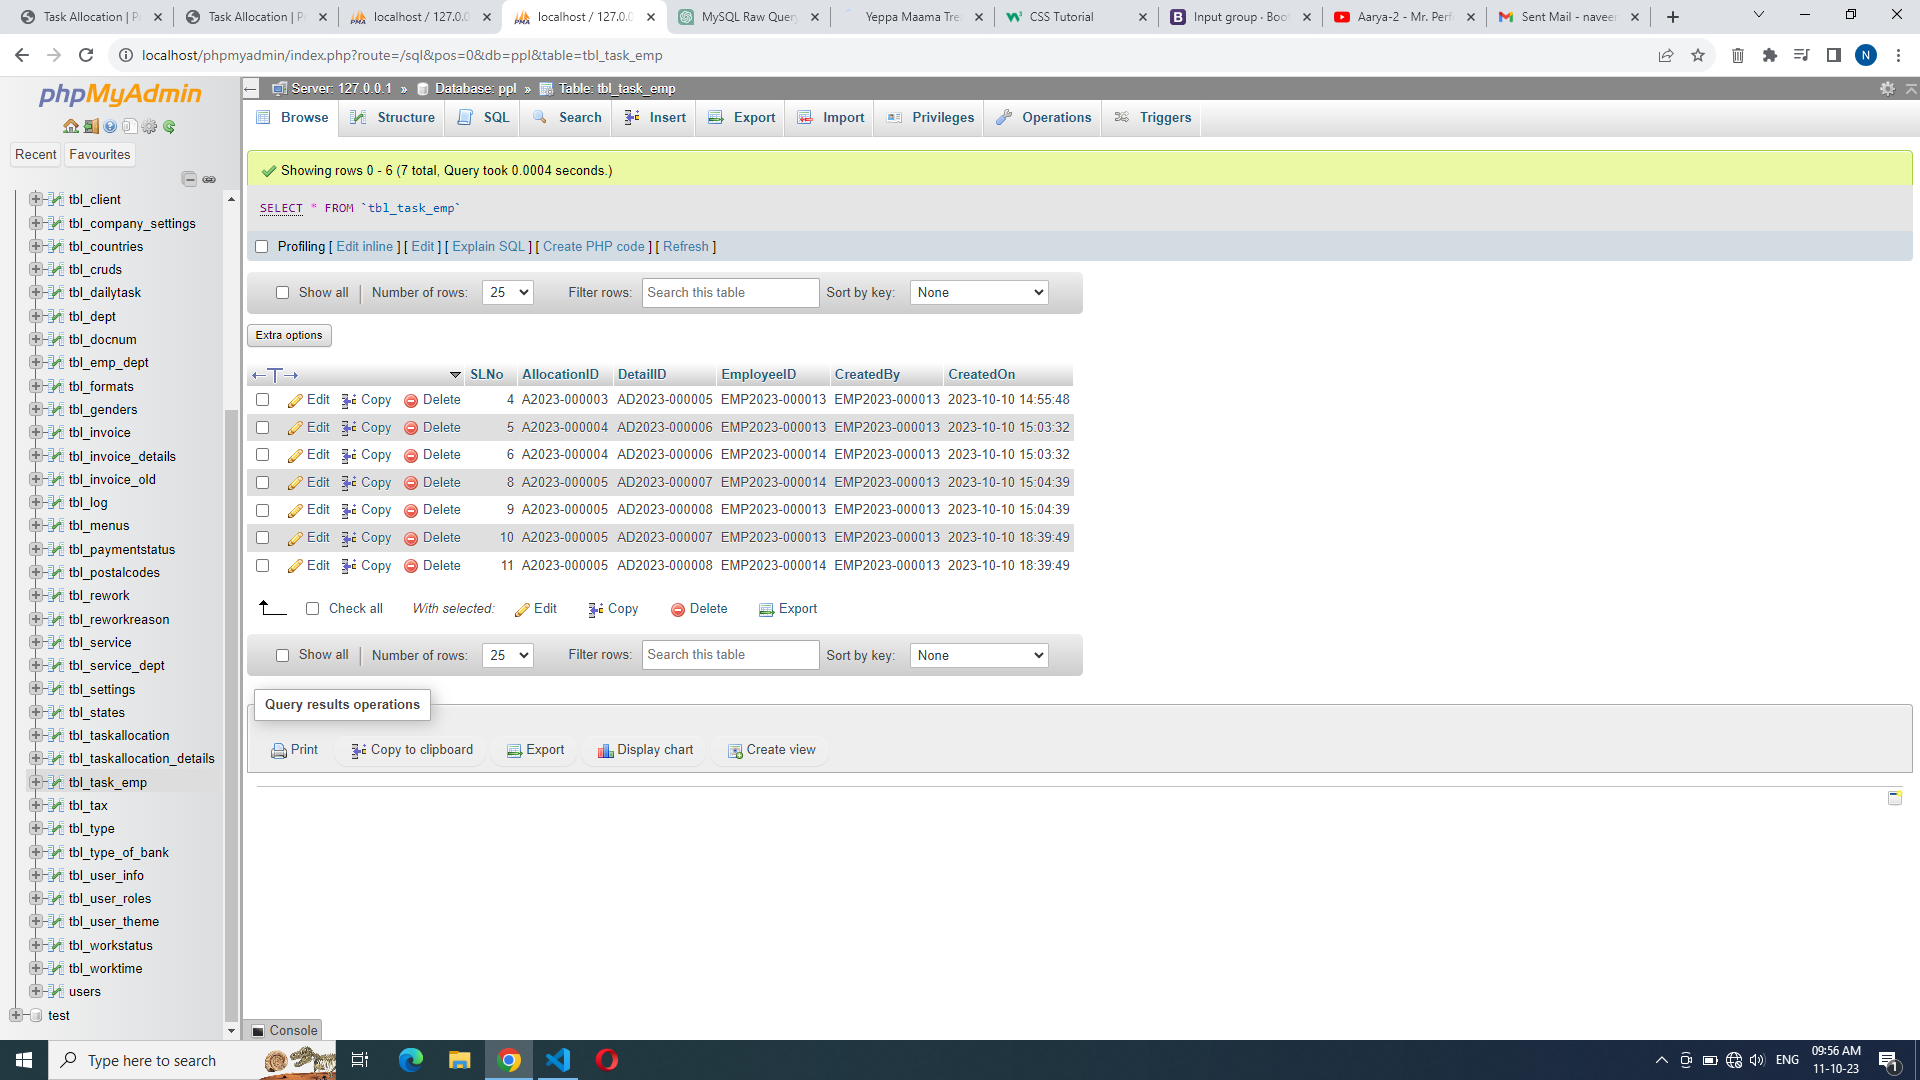 Task Allocation | P
Task Allocation | P
localhost / 127.0.0
localhost / 127.0.0
MySQL Raw Query
Yeppa Maama Tre
CSS Tutorial
Input group · Boo
Aarya-2 - Mr. Perf
Sent Mail - naveen
localhost/phpmyadmin/index.php?route=/sql&pos=0&db=ppl&table=tbl_task_emp
N
phpMyAdmin
Recent Favourites
tbl_client
tbl_company_settings
tbl_countries
tbl_cruds
tbl_dailytask
tbl_dept
tbl_docnum
tbl_emp_dept
tbl_formats
tbl_genders
tbl_invoice
tbl_invoice_details
tbl_invoice_old
tbl_log
tbl_menus
tbl_paymentstatus
tbl_postalcodes
tbl_rework
tbl_reworkreason
tbl_service
tbl_service_dept
tbl_settings
tbl_states
tbl_taskallocation
tbl_taskallocation_details
tbl_task_emp
tbl_tax
tbl_type
tbl_type_of_bank
tbl_user_info
tbl_user_roles
tbl_user_theme
tbl_workstatus
tbl_worktime
users
test
Server: 127.0.0.1 » Database: ppl » Table: tbl_task_emp
Browse Structure SQL Search Insert Export Import Privileges Operations Triggers
Showing rows 0 - 6 (7 total, Query took 0.0004 seconds.)
SELECT * FROM `tbl_task_emp`
Profiling [ Edit inline ] [ Edit ] [ Explain SQL ] [ Create PHP code ] [ Refresh ]
Show all Number of rows: 25 Filter rows: Search this table Sort by key: None
Extra options
SLNo AllocationID DetailID EmployeeID CreatedBy CreatedOn
Edit Copy Delete 4 A2023-000003 AD2023-000005 EMP2023-000013 EMP2023-000013 2023-10-10 14:55:48
Edit Copy Delete 5 A2023-000004 AD2023-000006 EMP2023-000013 EMP2023-000013 2023-10-10 15:03:32
Edit Copy Delete 6 A2023-000004 AD2023-000006 EMP2023-000014 EMP2023-000013 2023-10-10 15:03:32
Edit Copy Delete 8 A2023-000005 AD2023-000007 EMP2023-000014 EMP2023-000013 2023-10-10 15:04:39
Edit Copy Delete 9 A2023-000005 AD2023-000008 EMP2023-000013 EMP2023-000013 2023-10-10 15:04:39
Edit Copy Delete 10 A2023-000005 AD2023-000007 EMP2023-000013 EMP2023-000013 2023-10-10 18:39:49
Edit Copy Delete 11 A2023-000005 AD2023-000008 EMP2023-000014 EMP2023-000013 2023-10-10 18:39:49
Check all With selected: Edit Copy Delete Export
Show all Number of rows: 25 Filter rows: Search this table Sort by key: None
Query results operations
Print Copy to clipboard Export Display chart Create view
Console
Type here to search
ENG
09:56 AM
11-10-23
1